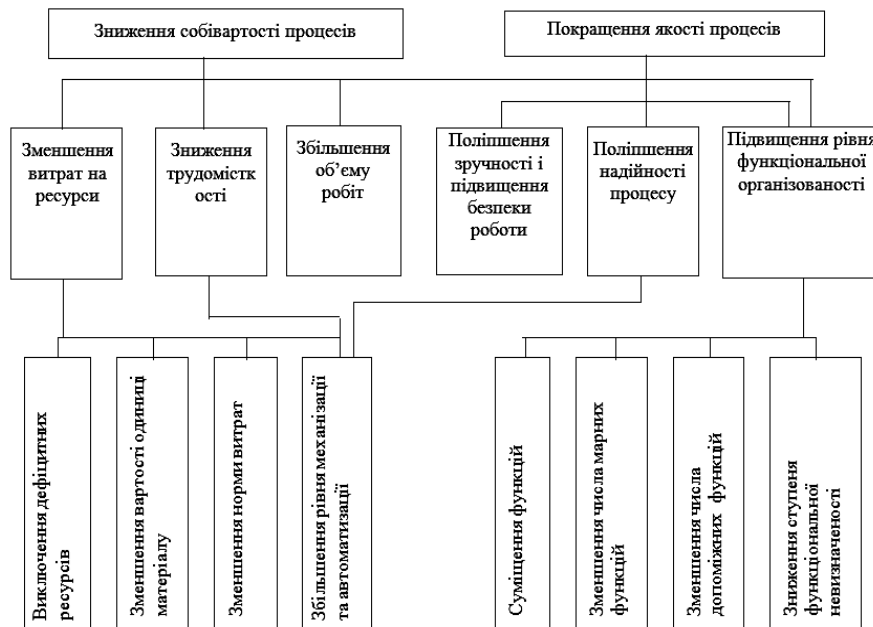 Зниження собівартості процесів
Покращення якості процесів
Зменшення
витрат на
ресурси
Зниження
трудомістк
ості
Збільшення
об’єму
робіт
Поліпшення
зручності і
підвищення
безпеки
роботи
Поліпшення
надійності
процесу
Підвищення рівня
функціональної
організованості
Виключення дефіцитних
ресурсів
Зменшення вартості одиниці
матеріалу
Зменшення норми витрат
Збільшення рівня механізації
та автоматизації
Суміщення функцій
Зменшення числа марних
функцій
Зменшення числа
допоміжних функцій
Зниження ступеня
функціональної
невизначеності